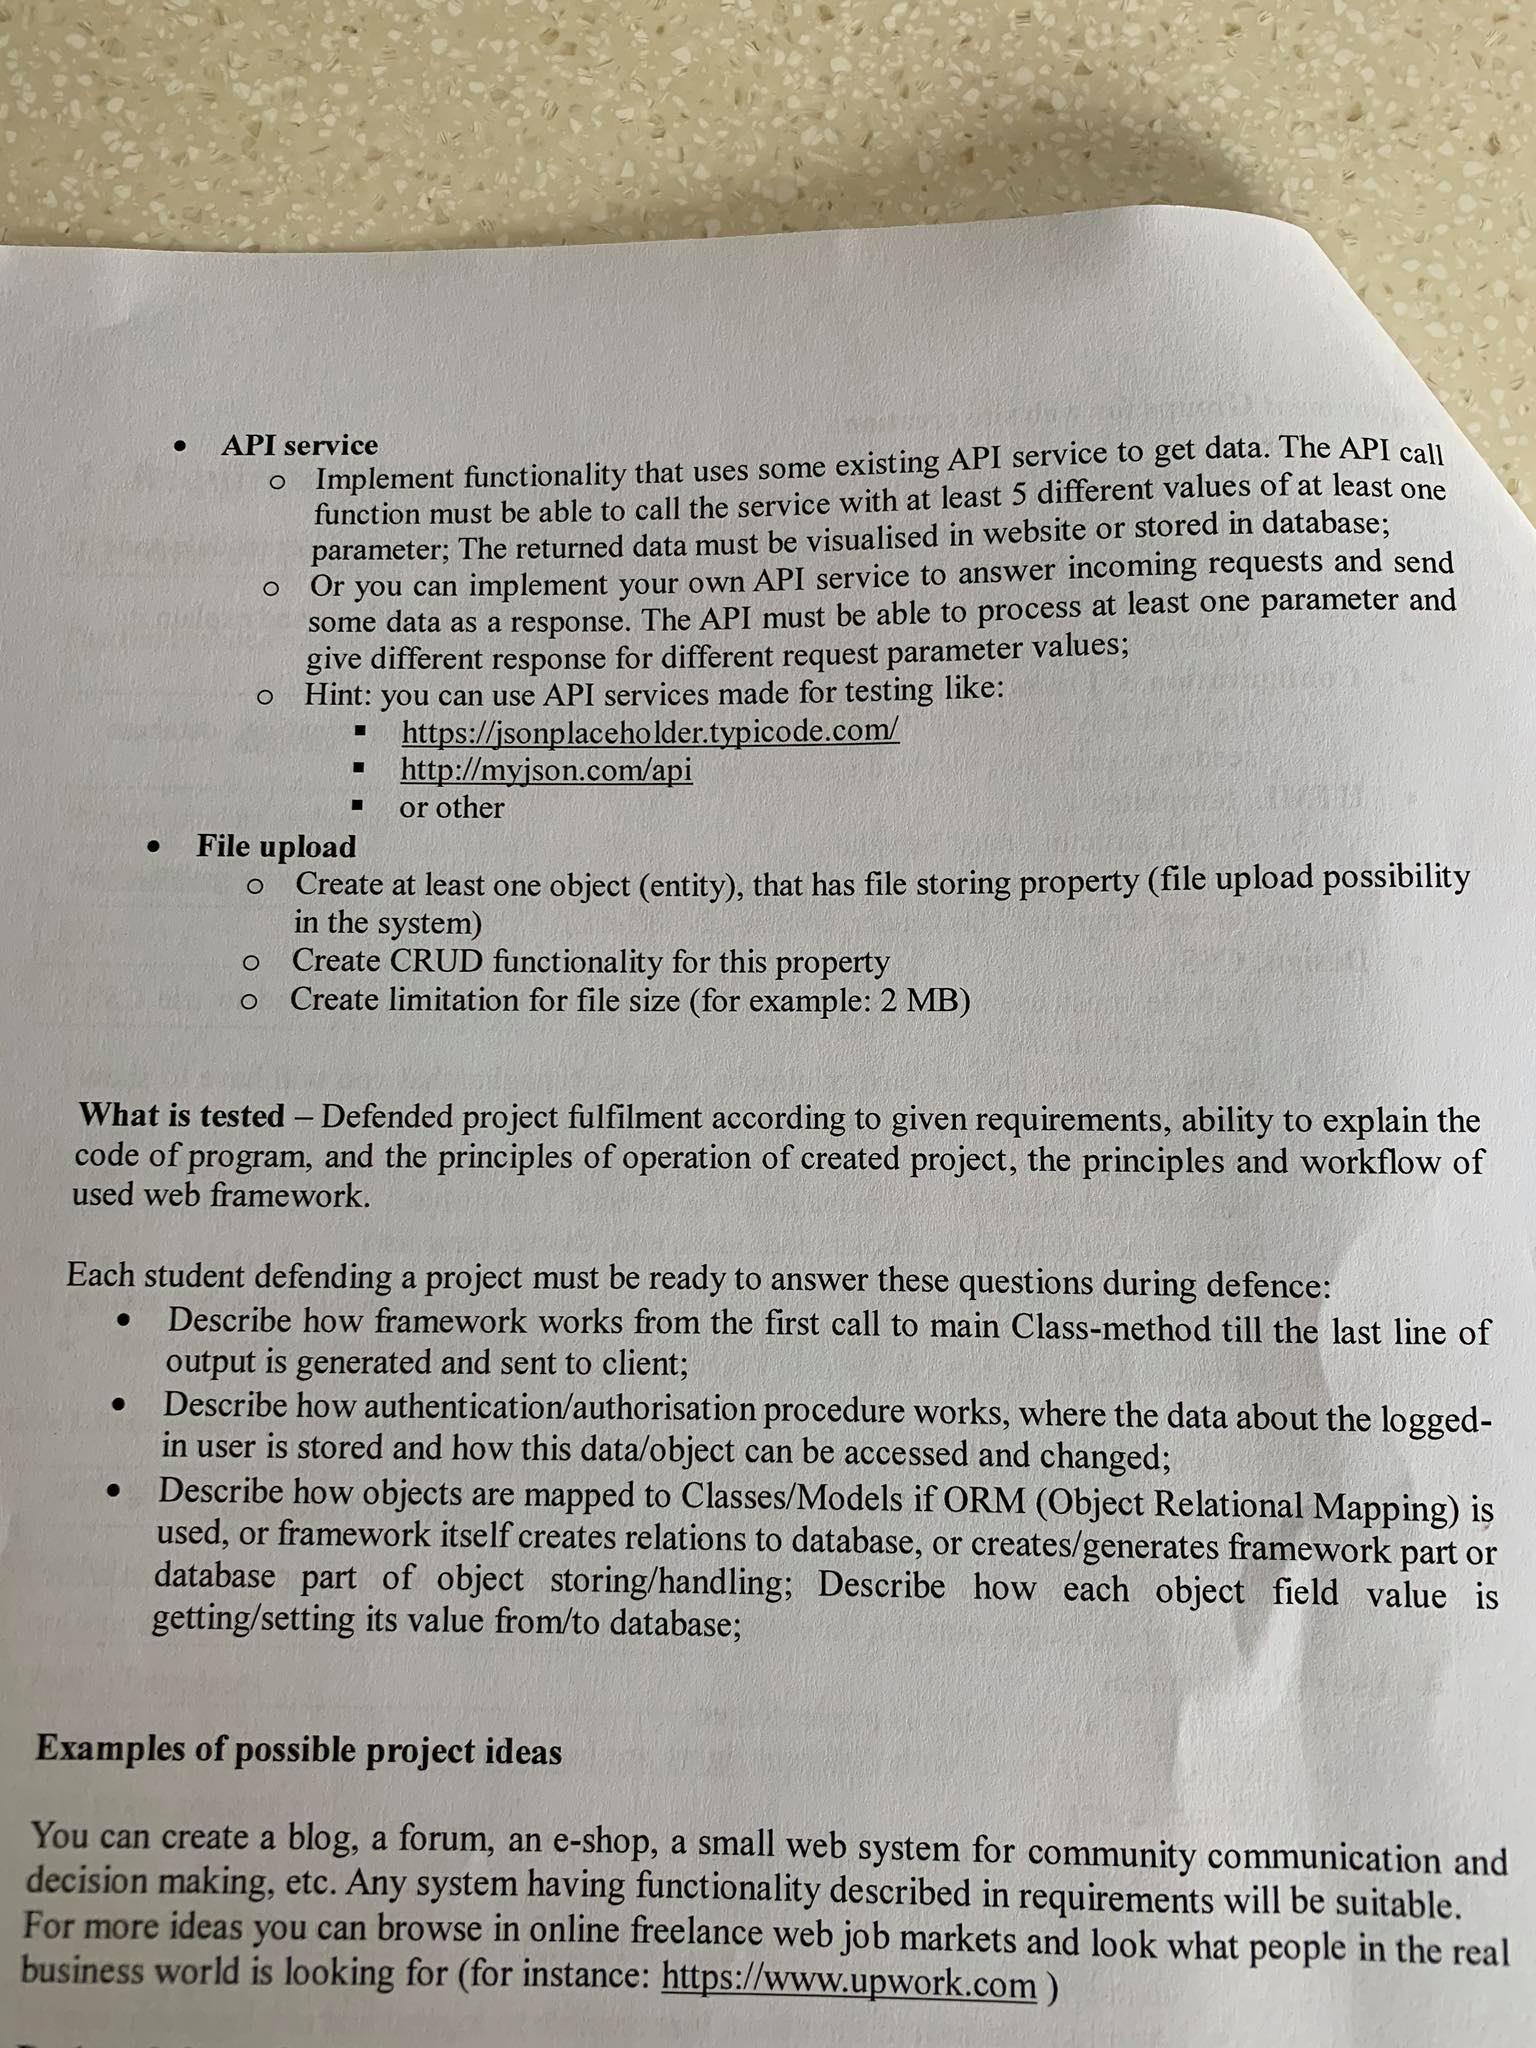 • API service
o Implement functionality that uses some existing API service to get data. The API call
function must be able to call the service with at least 5 different values of at least one
parameter; The returned data must be visualised in website or stored in database;
o Or you can implement your own API service to answer incoming requests and send
some data as a response. The API must be able to process at least one parameter and
give different response for different request parameter values;
o Hint: you can use API services made for testing like:
▪ https://jsonplaceholder.typicode.com/
▪ http://myjson.com/api
▪ or other
• File upload
o Create at least one object (entity), that has file storing property (file upload possibility
in the system)
o Create CRUD functionality for this property
o Create limitation for file size (for example: 2 MB)
What is tested – Defended project fulfilment according to given requirements, ability to explain the
code of program, and the principles of operation of created project, the principles and workflow of
used web framework.
Each student defending a project must be ready to answer these questions during defence:
• Describe how framework works from the first call to main Class-method till the last line of
output is generated and sent to client;
• Describe how authentication/authorisation procedure works, where the data about the logged-
in user is stored and how this data/object can be accessed and changed;
• Describe how objects are mapped to Classes/Models if ORM (Object Relational Mapping) is
used, or framework itself creates relations to database, or creates/generates framework part or
database part of object storing/handling; Describe how each object field value is
getting/setting its value from/to database;
Examples of possible project ideas
You can create a blog, a forum, an e-shop, a small web system for community communication and
decision making, etc. Any system having functionality described in requirements will be suitable.
For more ideas you can browse in online freelance web job markets and look what people in the real
business world is looking for (for instance: https://www.upwork.com )